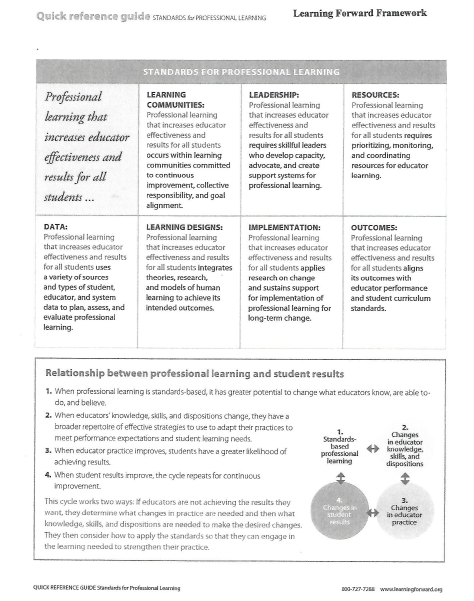 Quick reference guide STANDARDS for PROFESSIONAL LEARNING
Learning Forward Framework
STANDARDS FOR PROFESSIONAL LEARNING
Professional
learning that
increases educator
effectiveness and
results for all
students ...
LEARNING
COMMUNITIES:
Professional learning
that increases educator
effectiveness and
results for all students
occurs within learning
communities committed
to continuous
improvement, collective
responsibility, and goal
alignment.
LEADERSHIP:
Professional learning
that increases educator
effectiveness and
results for all students
requires skillful leaders
who develop capacity,
advocate, and create
support systems for
professional learning.
RESOURCES:
Professional learning
that increases educator
effectiveness and results
for all students requires
prioritizing, monitoring,
and coordinating
resources for educator
learning.
DATA:
Professional learning
that increases educator
effectiveness and results
for all students uses
a variety of sources
and types of student,
educator, and system
data to plan, assess, and
evaluate professional
learning.
LEARNING DESIGNS:
Professional learning
that increases educator
effectiveness and results
for all students integrates
theories, research,
and models of human
learning to achieve its
intended outcomes.
IMPLEMENTATION:
Professional learning
that increases educator
effectiveness and results
for all students applies
research on change
and sustains support
for implementation of
professional learning for
long-term change.
OUTCOMES:
Professional learning
that increases educator
effectiveness and results
for all students aligns
its outcomes with
educator performance
and student curriculum
standards.
Relationship between professional learning and student results
1. When professional learning is standards-based, it has greater potential to change what educators know, are able to-
do, and believe.
2. When educators' knowledge, skills, and dispositions change, they have a
broader repertoire of effective strategies to use to adapt their practices to
meet performance expectations and student learning needs.
3. When educator practice improves, students have a greater likelihood of
achieving results.
4. When student results improve, the cycle repeats for continuous
improvement.
This cycle works two ways: If educators are not achieving the results they
want, they determine what changes in practice are needed and then what
knowledge, skills, and dispositions are needed to make the desired changes.
They then consider how to apply the standards so that they can engage in
the learning needed to strengthen their practice.
1.
Standards-
based
professional
learning
2.
Changes
in educator
knowledge,
skills, and
dispositions
4.
Changes in
student
results
3.
Changes
in educator
practice
QUICK REFERENCE GUIDE Standards for Professional Learning
800-727-7288 www.learningforward.org